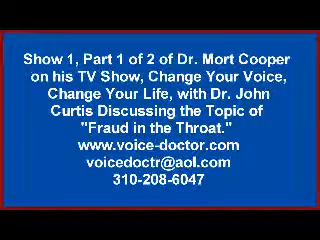 Show 1, Part 1 of 2 of Dr. Mort Cooper
on his TV Show, Change Your Voice,
Change Your Life, with Dr. John
Curtis Discussing the Topic of
"Fraud in the Throat."
www.voice-doctor.com
voicedoctr@aol.com
310-208-6047